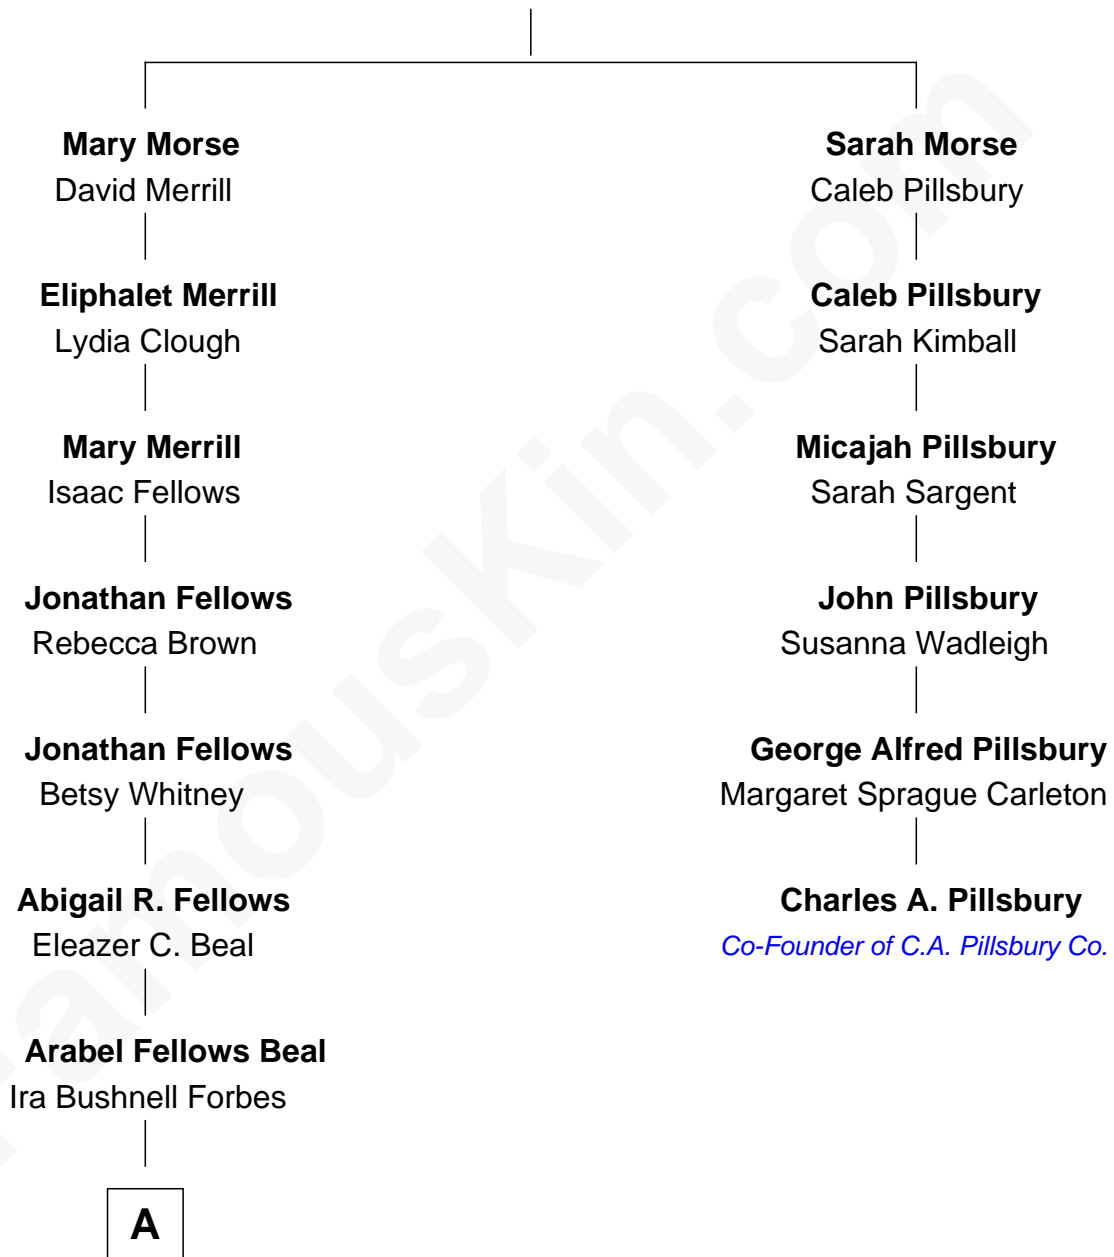 Mary Morse
David Merrill
Eliphalet Merrill
Lydia Clough
Mary Merrill
Isaac Fellows
Jonathan Fellows
Rebecca Brown
Jonathan Fellows
Betsy Whitney
Abigail R. Fellows
Eleazer C. Beal
Arabel Fellows Beal
Ira Bushnell Forbes
A
Sarah Morse
Caleb Pillsbury
Caleb Pillsbury
Sarah Kimball
Micajah Pillsbury
Sarah Sargent
John Pillsbury
Susanna Wadleigh
George Alfred Pillsbury
Margaret Sprague Carleton
Charles A. Pillsbury
Co-Founder of C.A. Pillsbury Co.
FamousKin.com